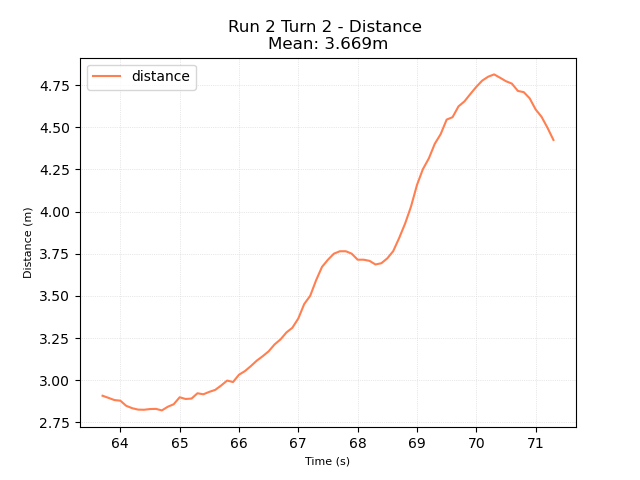 Run 2 Turn 2 - Distance
Mean: 3.669m
distance
Distance (m)
4.75
4.50
4.25
4.00
3.75
3.50
3.25
3.00
2.75
64 65 66 67 68 69 70 71
Time (s)